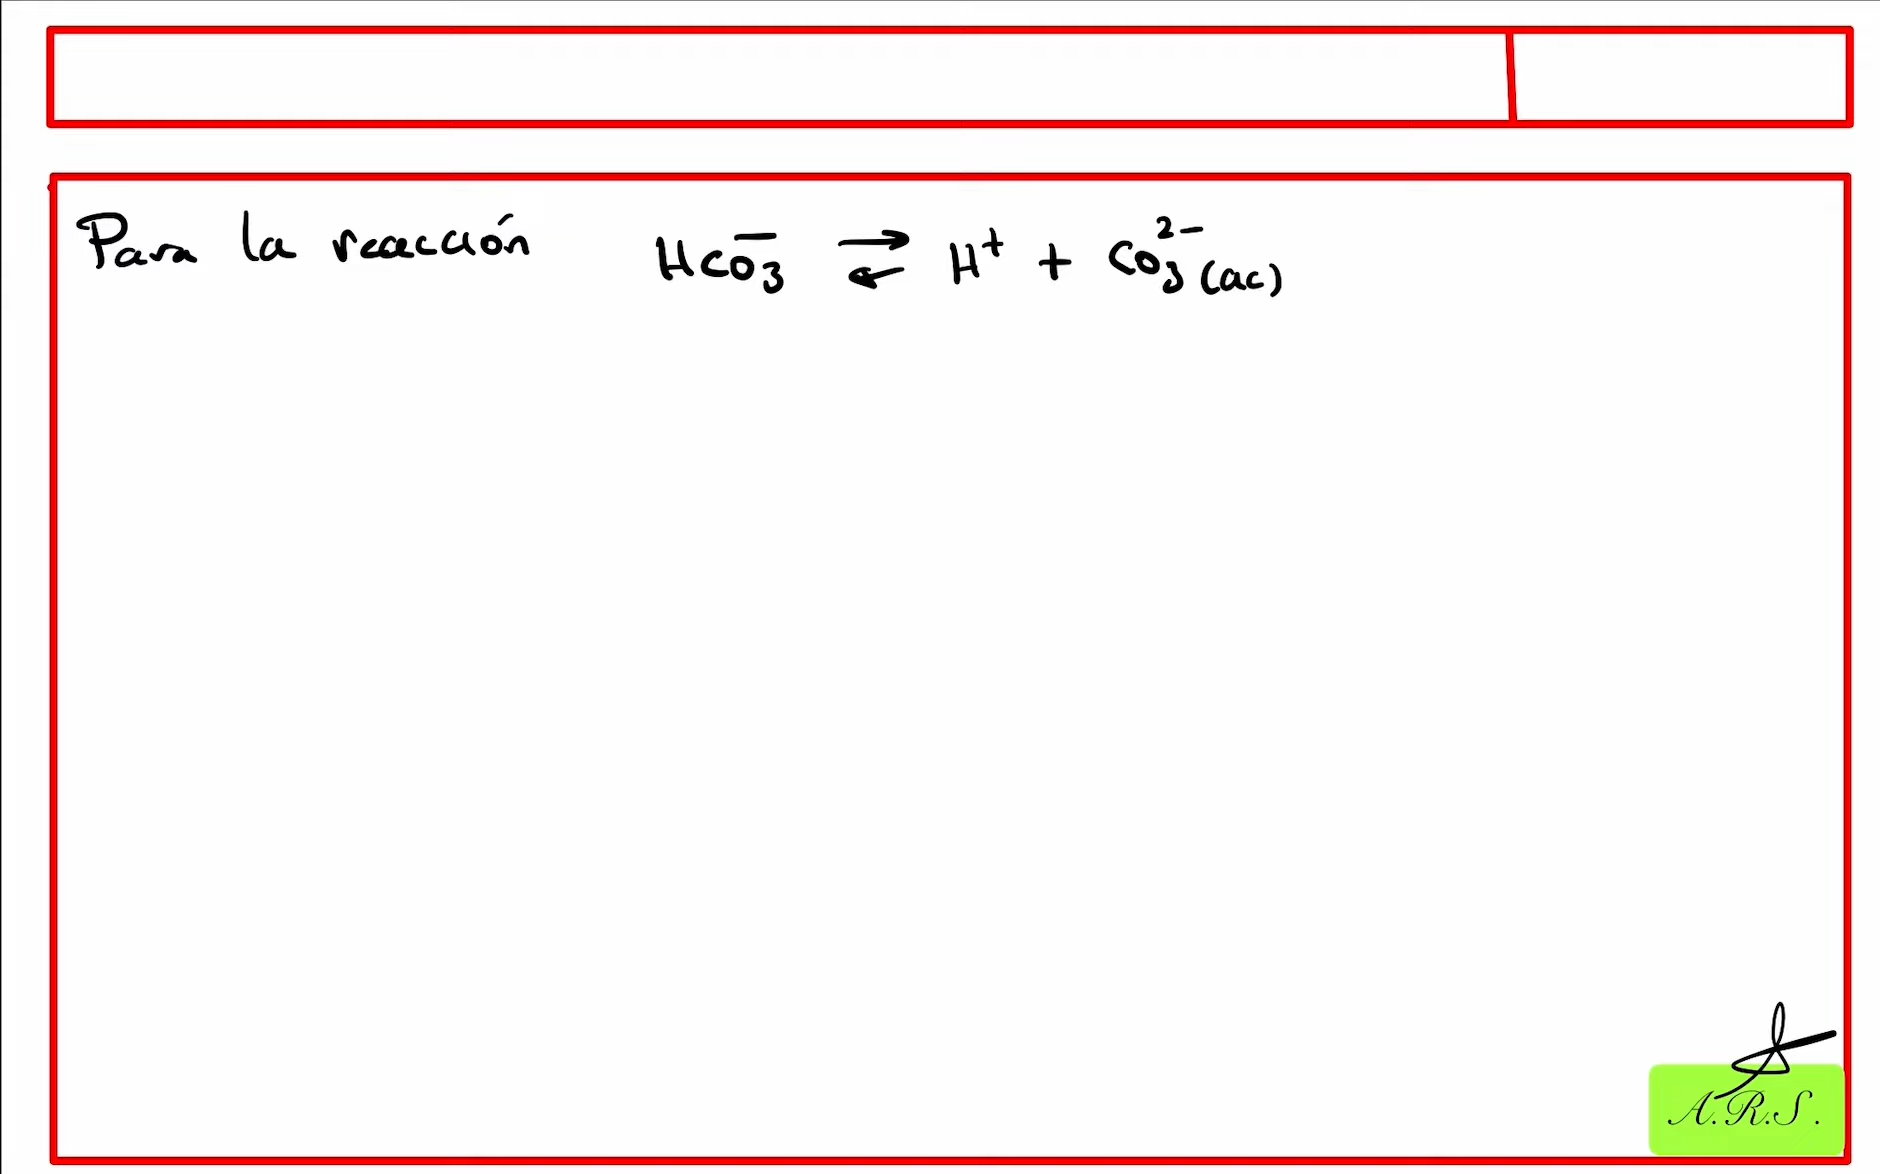 Para la reacción HCO₃⁻ ⇌ H⁺ + CO₃²⁻(ac)
A.R.S.